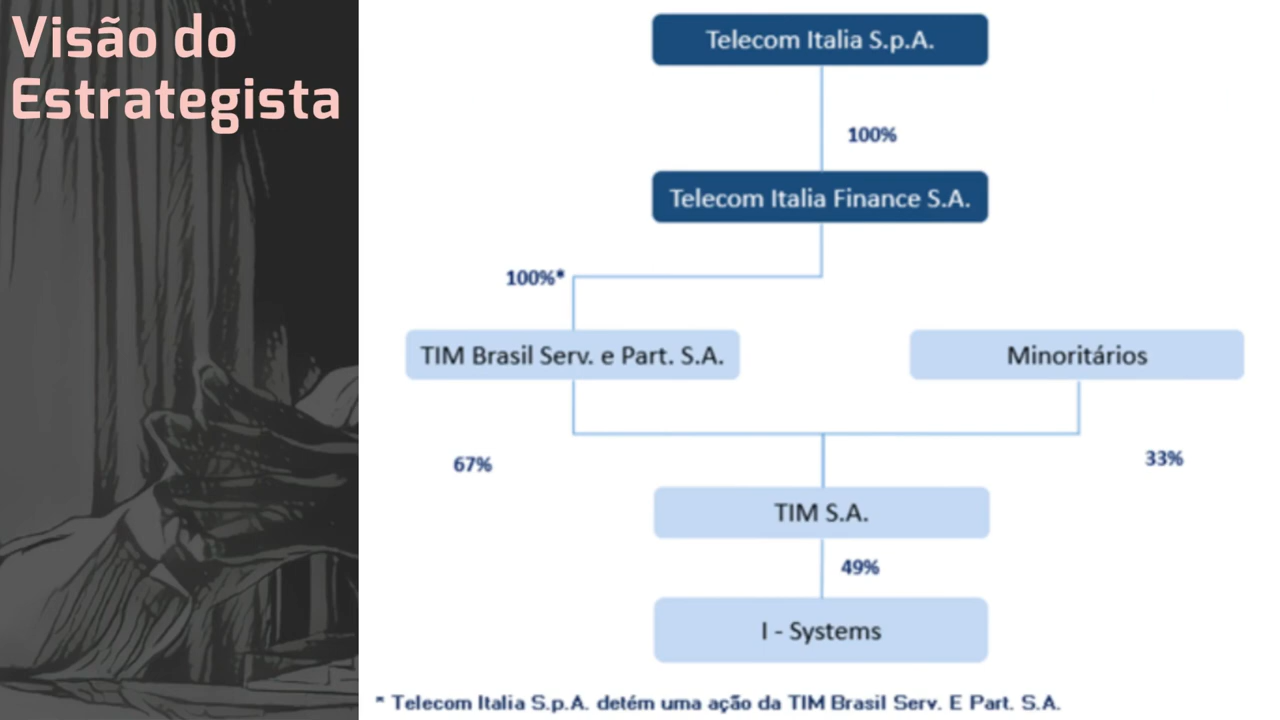 Visão do
Estrategista
Telecom Italia S.p.A.
100%
Telecom Italia Finance S.A.
100%*
TIM Brasil Serv. e Part. S.A.
Minoritários
67%
33%
TIM S.A.
49%
I - Systems
* Telecom Italia S.p.A. detém uma ação da TIM Brasil Serv. E Part. S.A.